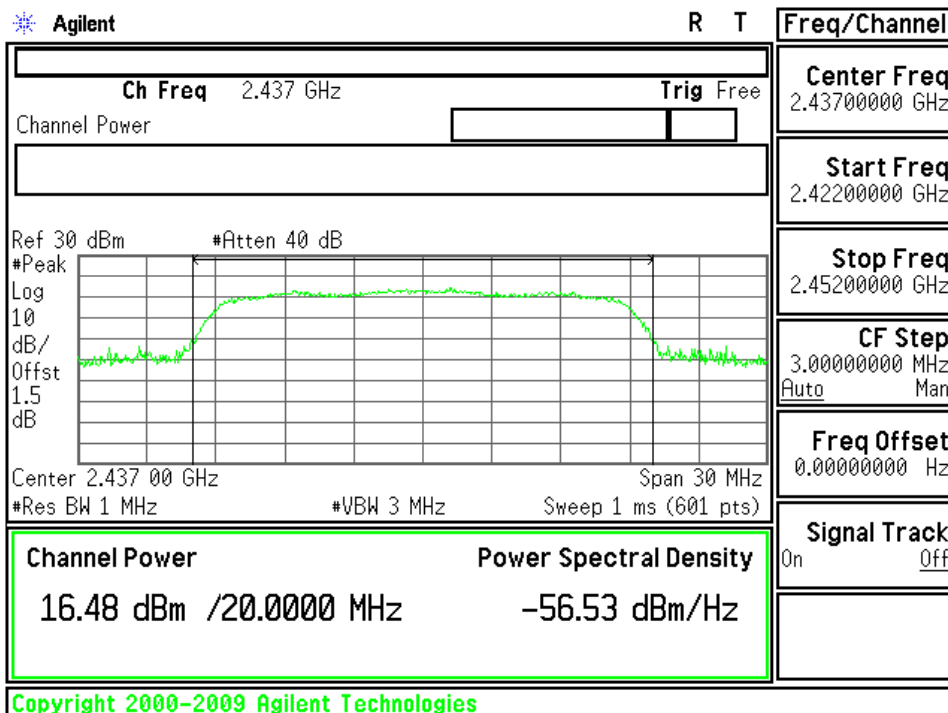 Agilent R T
Ch Freq 2.437 GHz Trig Free
Channel Power
Ref 30 dBm #Atten 40 dB
#Peak
Log
10
dB/
Offst
1.5
dB
Center 2.437 00 GHz Span 30 MHz
#Res BW 1 MHz #VBW 3 MHz Sweep 1 ms (601 pts)
Channel Power Power Spectral Density
16.48 dBm /20.0000 MHz -56.53 dBm/Hz
Copyright 2000-2009 Agilent Technologies
Freq/Channel
Center Freq
2.43700000 GHz
Start Freq
2.42200000 GHz
Stop Freq
2.45200000 GHz
CF Step
3.00000000 MHz
Auto Man
Freq Offset
0.00000000 Hz
Signal Track
On Off